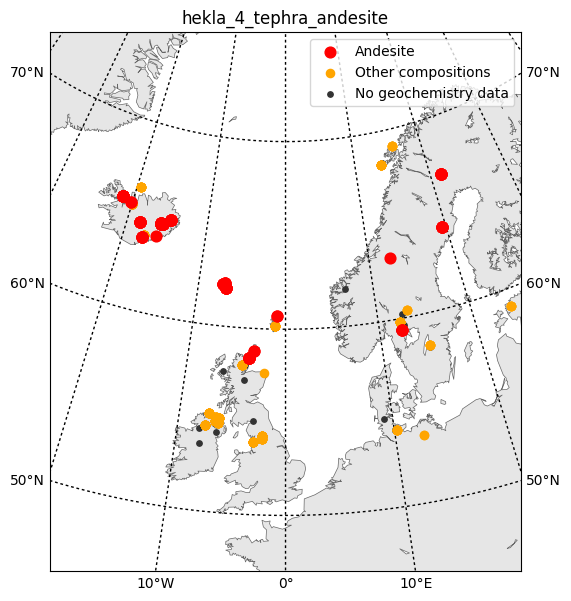 hekla_4_tephra_andesite
Andesite
Other compositions
No geochemistry data
70°N 70°N
60°N 60°N
50°N 50°N
10°W 0° 10°E